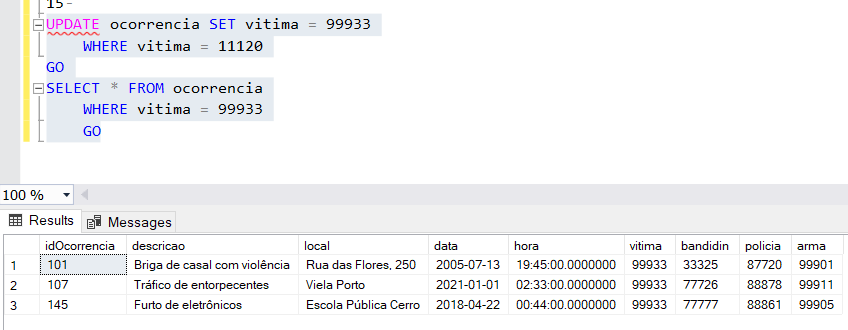 15-
UPDATE ocorrencia SET vitima = 99933
WHERE vitima = 11120
GO
SELECT * FROM ocorrencia
WHERE vitima = 99933
GO
100 %
Results Messages
idOcorrencia descricao local data hora vitima bandidin policia arma
1 101 Briga de casal com violência Rua das Flores, 250 2005-07-13 19:45:00.0000000 99933 33325 87720 99901
2 107 Tráfico de entorpecentes Viela Porto 2021-01-01 02:33:00.0000000 99933 77726 88878 99911
3 145 Furto de eletrônicos Escola Pública Cerro 2018-04-22 00:44:00.0000000 99933 77777 88861 99905